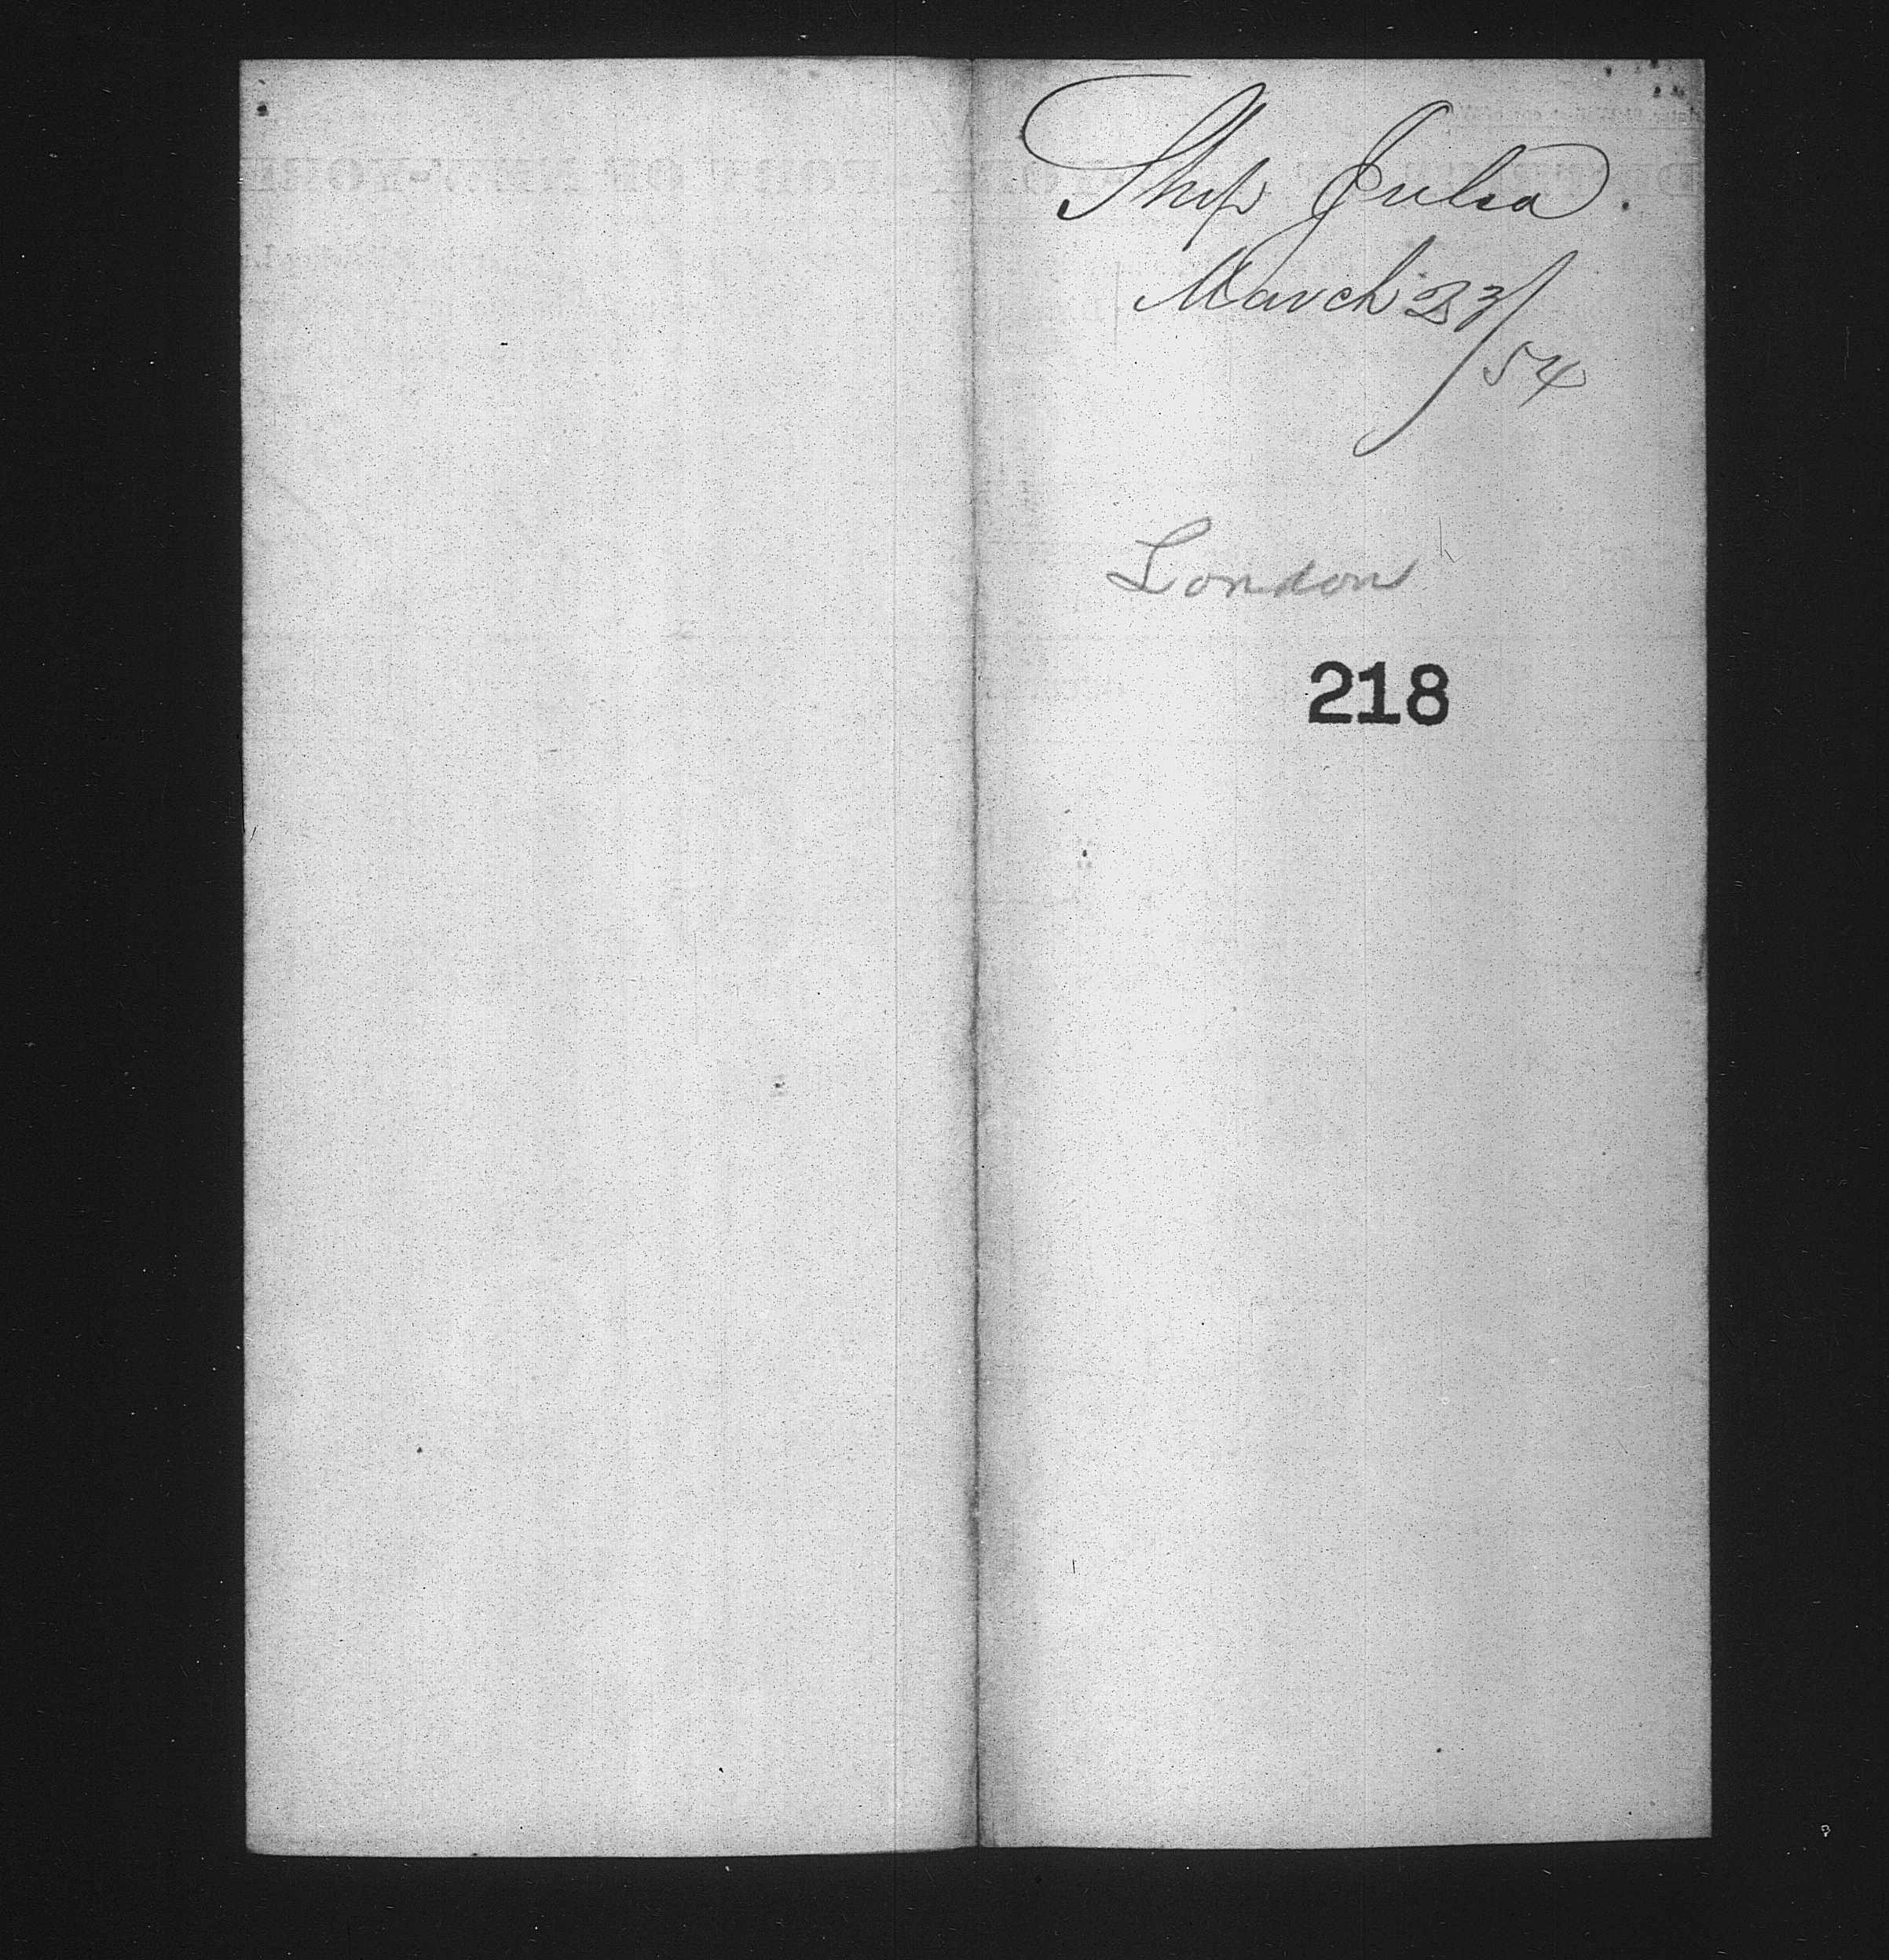 Ship Julia.
March 23/
54
London
218